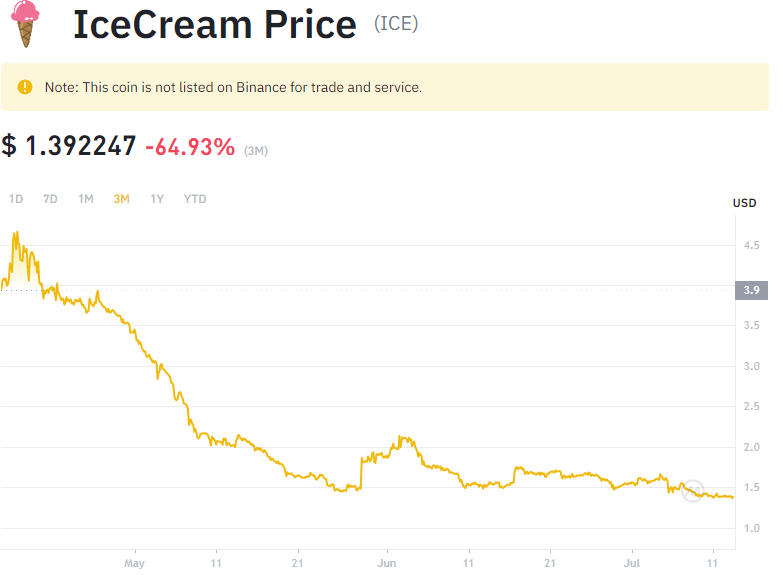 IceCream Price (ICE)
Note: This coin is not listed on Binance for trade and service.
$ 1.392247 -64.93% (3M)
1D 7D 1M 3M 1Y YTD
USD
4.5
3.9
3.5
3.0
2.5
2.0
1.5
1.0
May 11 21 Jun 11 21 Jul 11